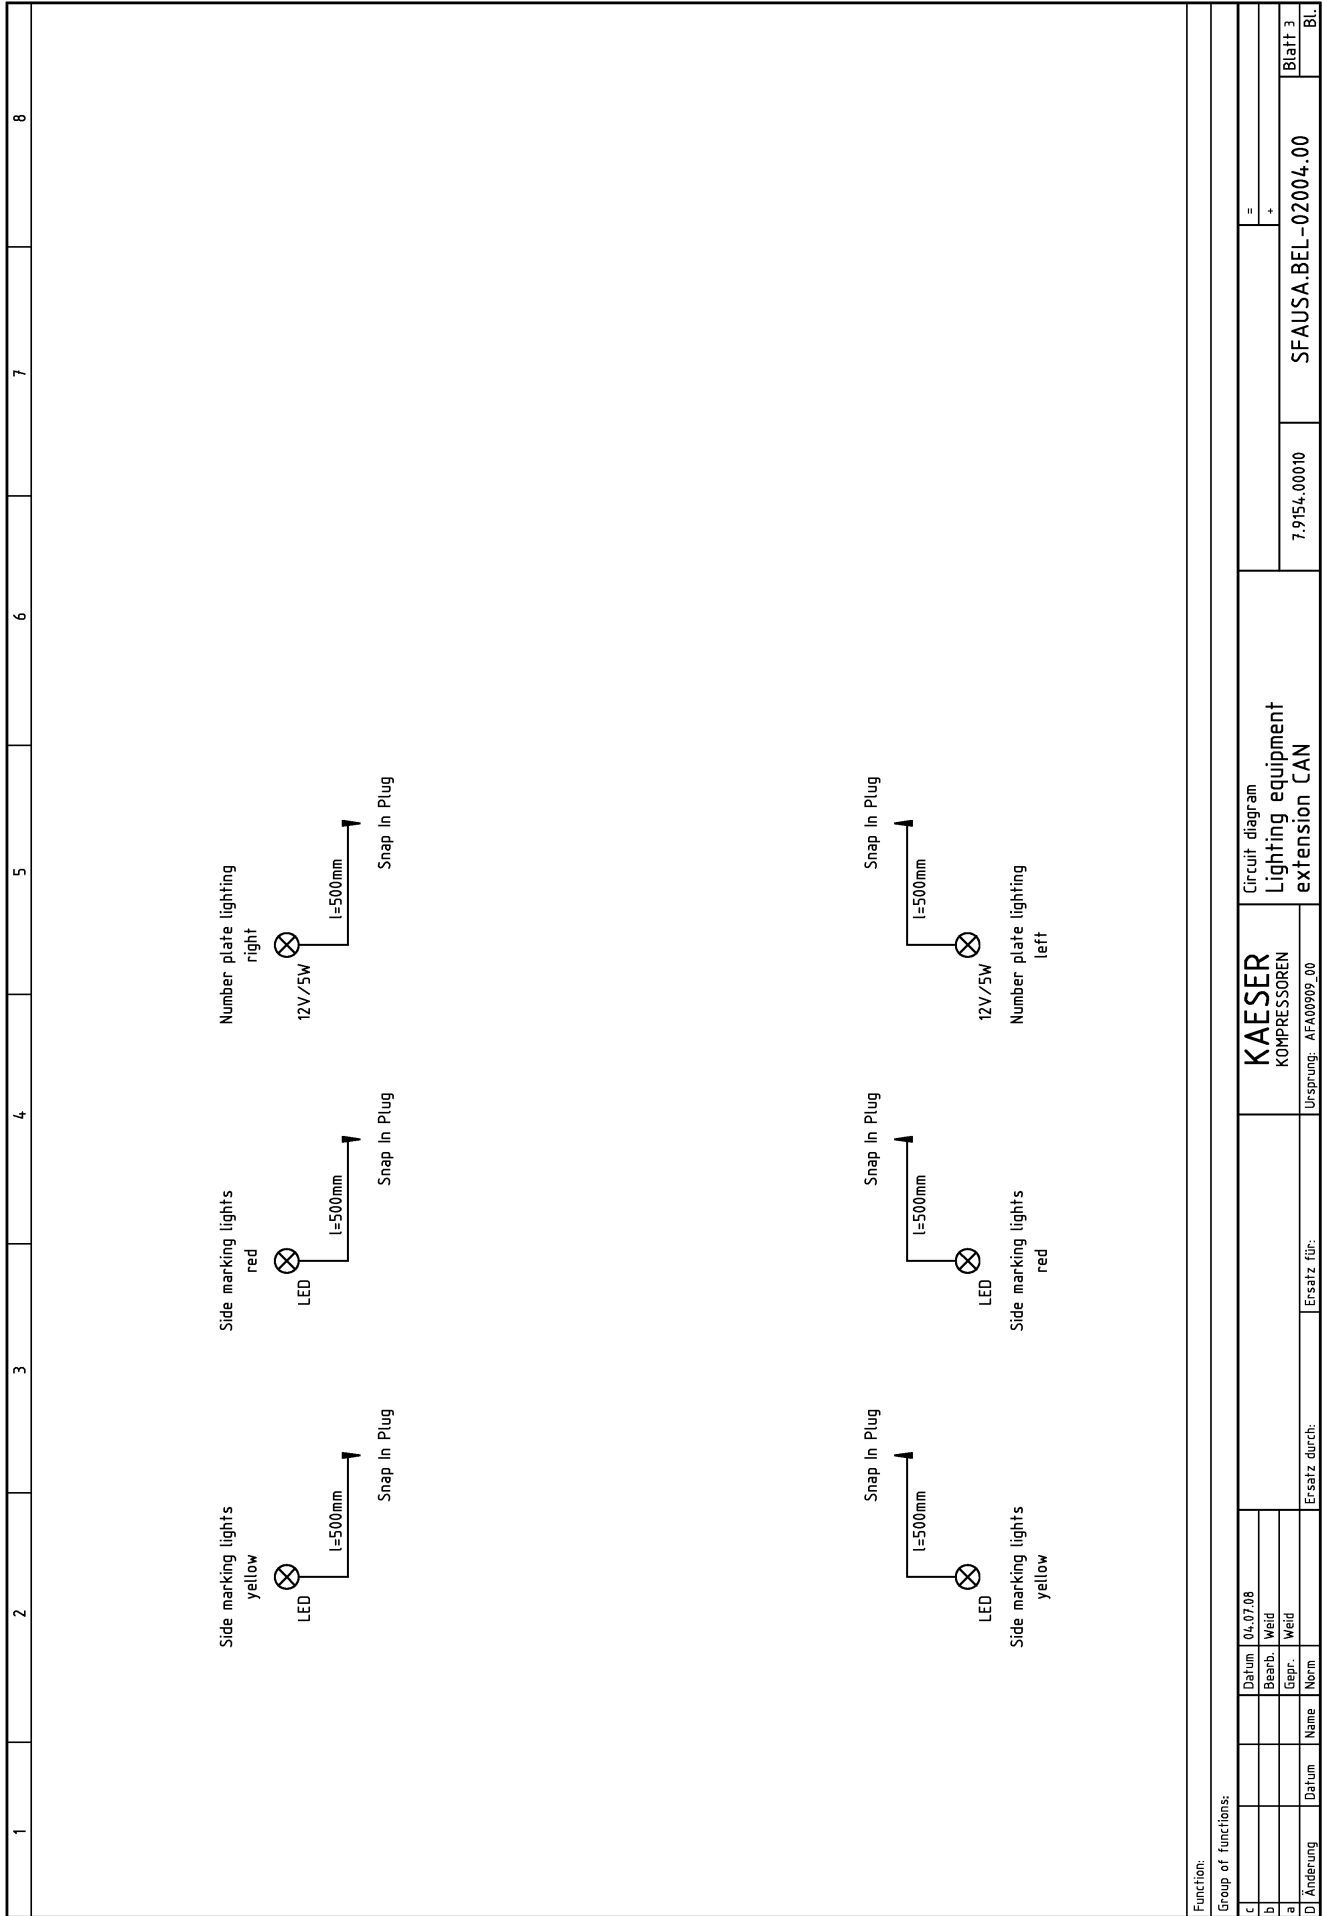 1
2
3
4
5
6
7
8
Side marking lights
yellow
LED
l=500mm
Snap In Plug
Side marking lights
red
LED
l=500mm
Snap In Plug
Number plate lighting
right
12V/5W
l=500mm
Snap In Plug
Snap In Plug
l=500mm
LED
Side marking lights
yellow
Snap In Plug
l=500mm
LED
Side marking lights
red
Snap In Plug
l=500mm
12V/5W
Number plate lighting
left
Function:
Group of functions:
c
b
a
D
Änderung
Datum
Name
Datum
04.07.08
Bearb.
Weid
Gepr.
Weid
Norm
Ersatz durch:
Ersatz für:
KAESER
KOMPRESSOREN
Ursprung: AFA00909_00
Circuit diagram
Lighting equipment
extension CAN
7.9154.00010
=
+
SFAUSA.BEL-02004.00
Blatt 3
Bl.